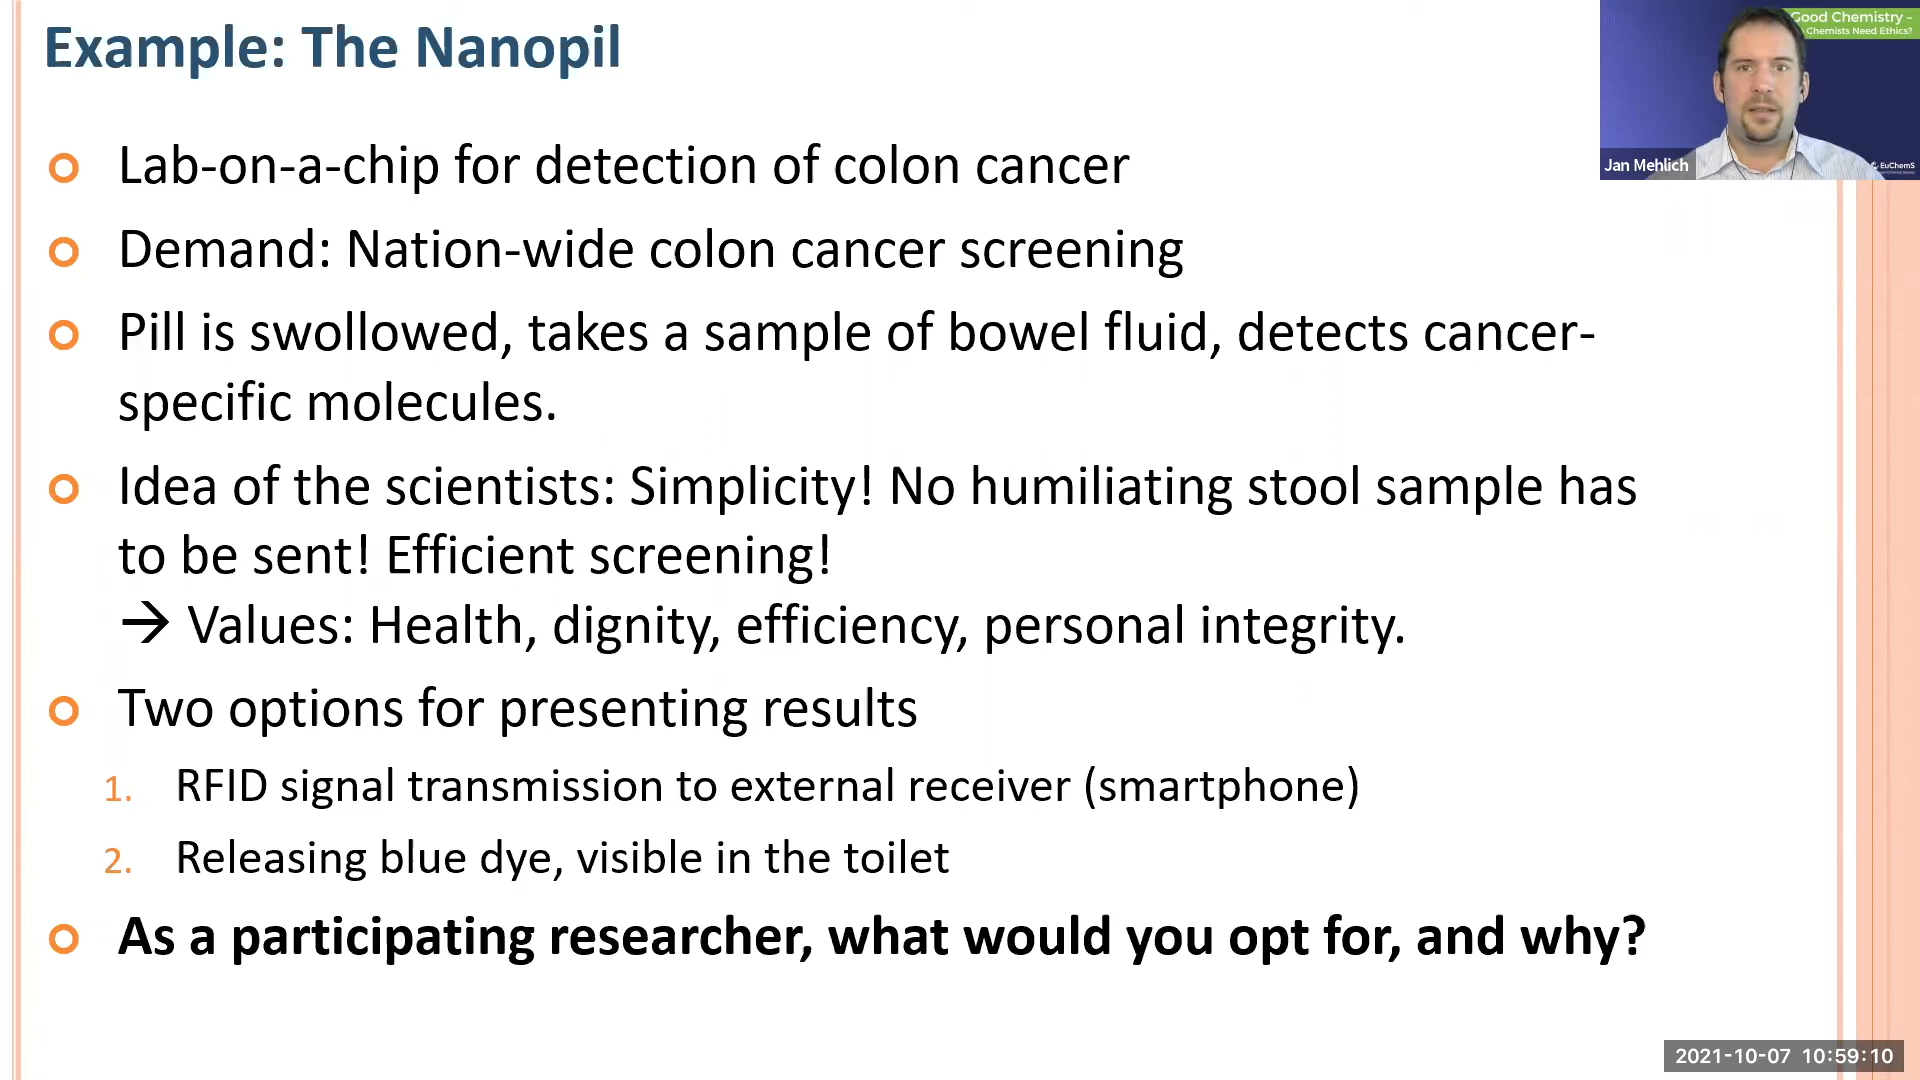 Example: The Nanopil
Good Chemistry –
Chemists Need Ethics?
Jan Mehlich
EuChemS
Lab-on-a-chip for detection of colon cancer
Demand: Nation-wide colon cancer screening
Pill is swollowed, takes a sample of bowel fluid, detects cancer-
specific molecules.
Idea of the scientists: Simplicity! No humiliating stool sample has
to be sent! Efficient screening!
→ Values: Health, dignity, efficiency, personal integrity.
Two options for presenting results
1. RFID signal transmission to external receiver (smartphone)
2. Releasing blue dye, visible in the toilet
As a participating researcher, what would you opt for, and why?
2021-10-07 10:59:10